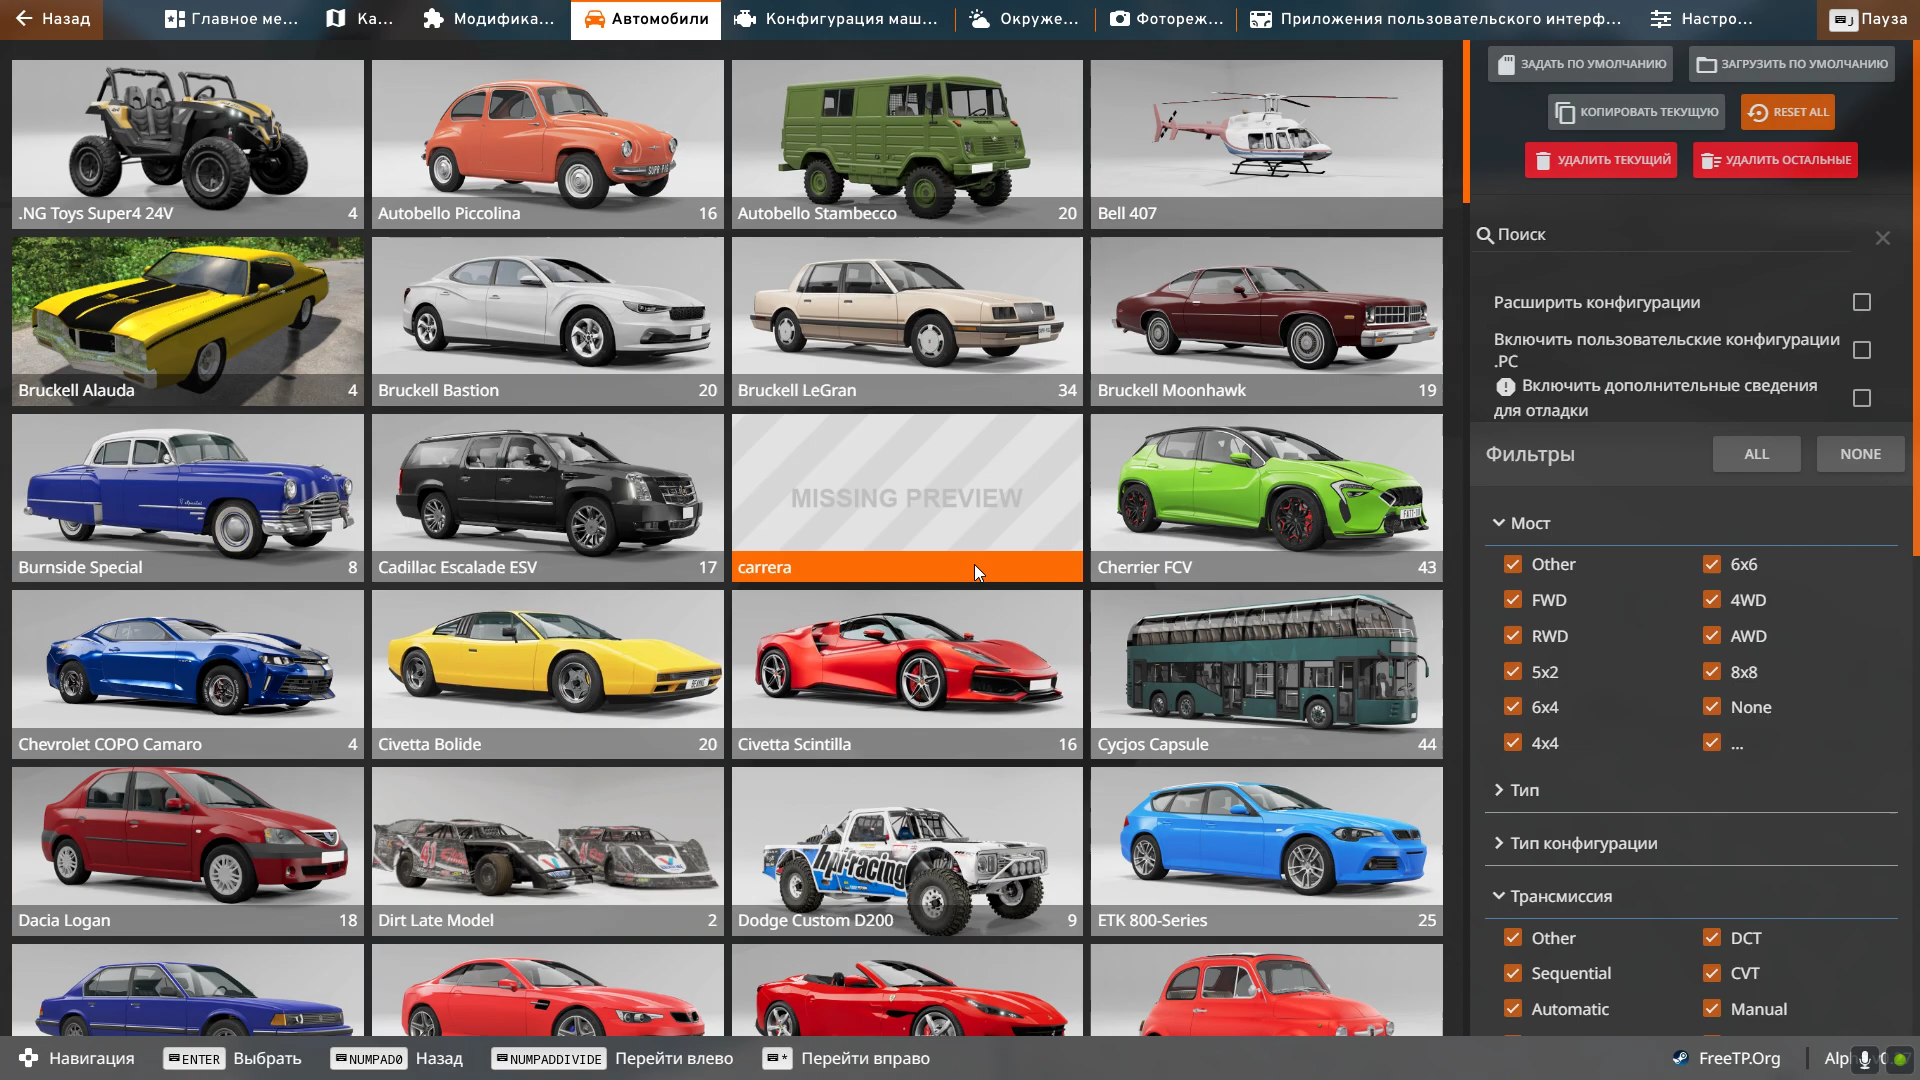 Назад
Главное ме...
Ка...
Модифика...
Автомобили
Конфигурация маш...
Окруже...
Фотореж...
Приложения пользовательского интерф...
Настро...
J Пауза
.NG Toys Super4 24V 4
Autobello Piccolina 16
Autobello Stambecco 20
Bell 407
Bruckell Alauda 4
Bruckell Bastion 20
Bruckell LeGran 34
Bruckell Moonhawk 19
Burnside Special 8
Cadillac Escalade ESV 17
MISSING PREVIEW
carrera
Cherrier FCV 43
Chevrolet COPO Camaro 4
Civetta Bolide 20
Civetta Scintilla 16
Cycjos Capsule 44
Dacia Logan 18
Dirt Late Model 2
41
hpi-racing
Dodge Custom D200 9
ETK 800-Series 25
ЗАДАТЬ ПО УМОЛЧАНИЮ
ЗАГРУЗИТЬ ПО УМОЛЧАНИЮ
КОПИРОВАТЬ ТЕКУЩУЮ
RESET ALL
УДАЛИТЬ ТЕКУЩИЙ
УДАЛИТЬ ОСТАЛЬНЫЕ
Поиск
Расширить конфигурации
Включить пользовательские конфигурации
.PC
Включить дополнительные сведения
для отладки
Фильтры
ALL
NONE
Мост
Other 6x6
FWD 4WD
RWD AWD
5x2 8x8
6x4 None
4x4 ...
Тип
Тип конфигурации
Трансмиссия
Other DCT
Sequential CVT
Automatic Manual
Навигация
ENTER Выбрать
NUMPAD0 Назад
NUMPADDIVIDE Перейти влево
* Перейти вправо
FreeTP.Org